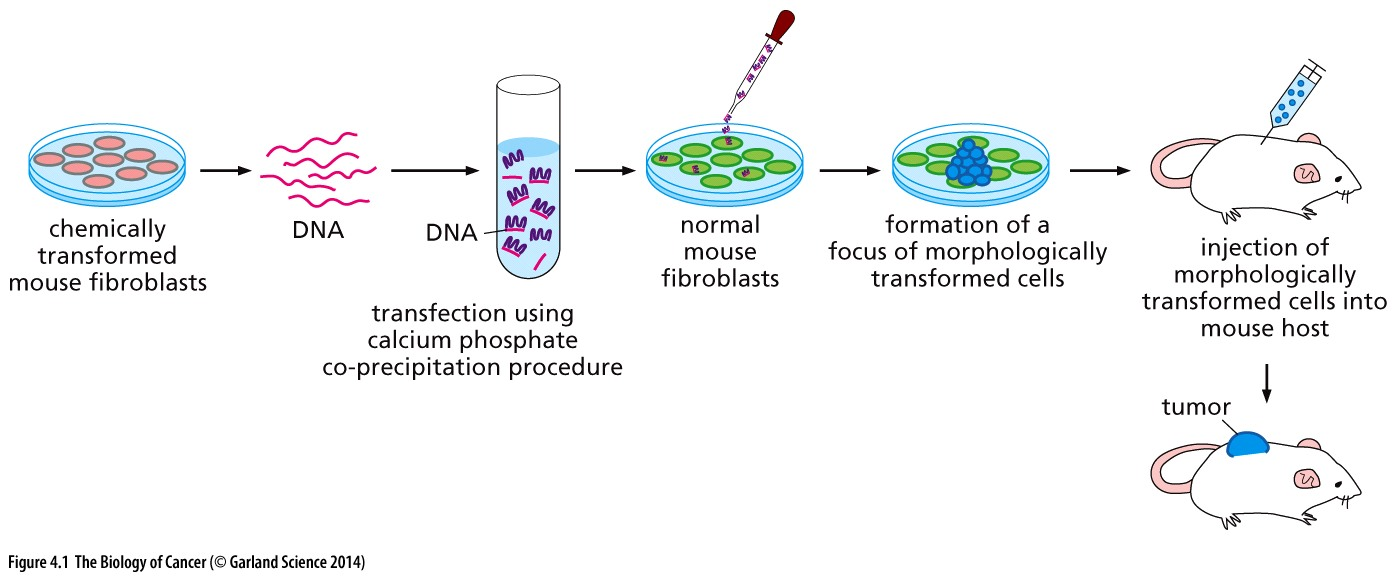 chemically
transformed
mouse fibroblasts
DNA
DNA
transfection using
calcium phosphate
co-precipitation procedure
normal
mouse
fibroblasts
formation of a
focus of morphologically
transformed cells
injection of
morphologically
transformed cells into
mouse host
tumor
Figure 4.1 The Biology of Cancer (© Garland Science 2014)